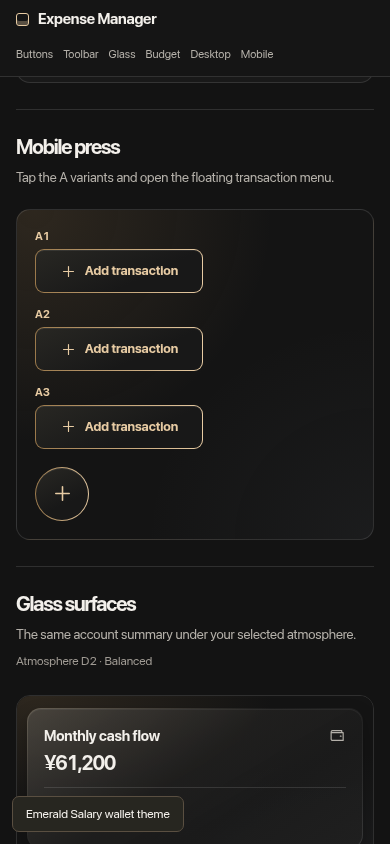 Expense Manager
Buttons Toolbar Glass Budget Desktop Mobile
Mobile press
Tap the A variants and open the floating transaction menu.
A1
Add transaction
A2
Add transaction
A3
Add transaction
Glass surfaces
The same account summary under your selected atmosphere.
Atmosphere D2 · Balanced
Monthly cash flow
¥61,200
Emerald Salary wallet theme